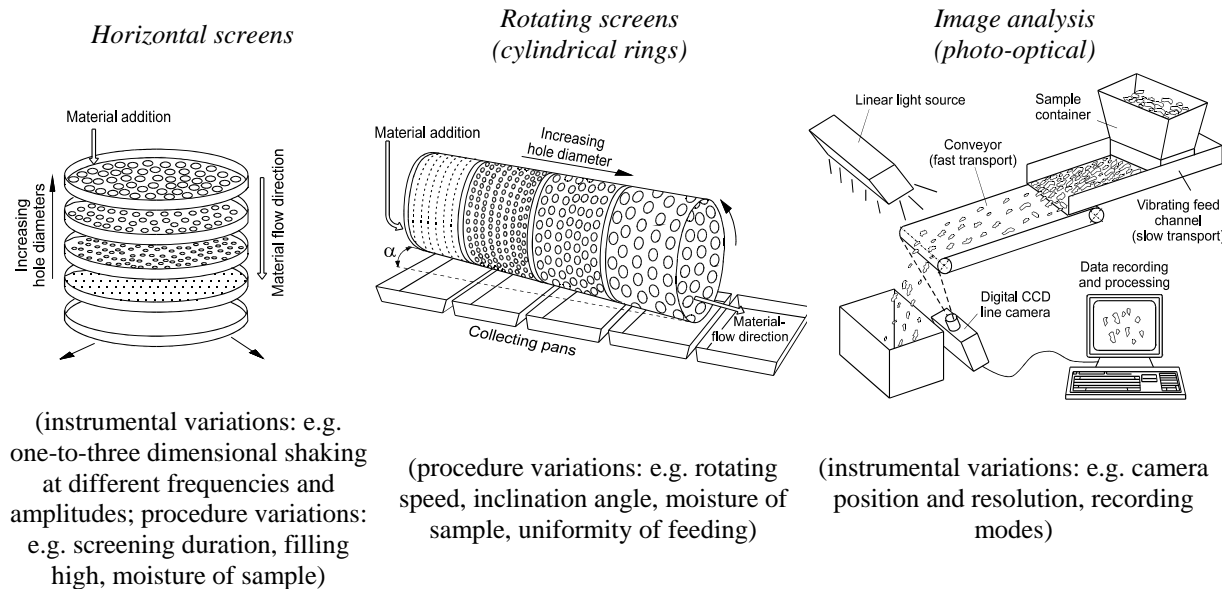 Horizontal screens
Material addition
Increasing
hole diameters
Material flow direction
(instrumental variations: e.g.
one-to-three dimensional shaking
at different frequencies and
amplitudes; procedure variations:
e.g. screening duration, filling
high, moisture of sample)
Rotating screens
(cylindrical rings)
Material addition
Increasing
hole diameter
α
Collecting pans
Material-
flow direction
(procedure variations: e.g. rotating
speed, inclination angle, moisture of
sample, uniformity of feeding)
Image analysis
(photo-optical)
Linear light source
Sample
container
Conveyor
(fast transport)
Vibrating feed
channel
(slow transport)
Data recording
and processing
Digital CCD
line camera
(instrumental variations: e.g. camera
position and resolution, recording
modes)